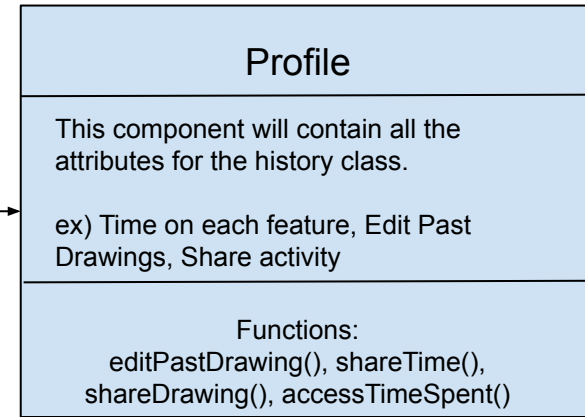 Profile
This component will contain all the
attributes for the history class.
ex) Time on each feature, Edit Past
Drawings, Share activity
Functions:
editPastDrawing(), shareTime(),
shareDrawing(), accessTimeSpent()